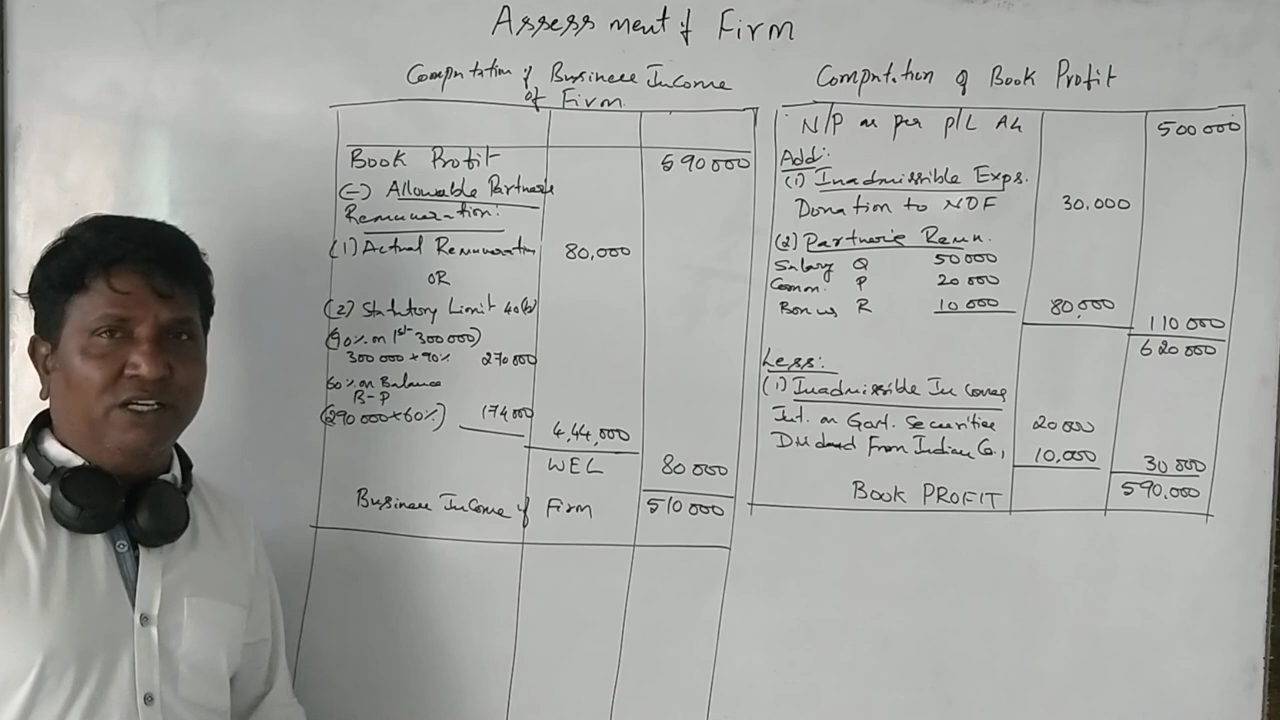 Assessment of Firm
Computation of Business Income
of Firm
Book Profit 590000
(-) Allowable Partners
Remuneration:
(1) Actual Remuneration 80,000
OR
(2) Statutory Limit 40(b)
(90% on 1st 300000)
300000 × 90% 270000
60% on Balance
B-P
(290000×60%) 174000
4,44,000
WEL 80000
Business Income of Firm 510000
Computation of Book Profit
N/P as per P/L A/c 500000
Add:
(1) Inadmissible Exps.
Donation to NDF 30,000
(2) Partner's Remn.
Salary Q 50000
Comm. P 20000
Bonus R 10000 80,000 110000
620000
Less:
(1) Inadmissible Incomes
Int. on Govt. Securities 20000
Dividend From Indian Co., 10,000 30000
BOOK PROFIT 590,000